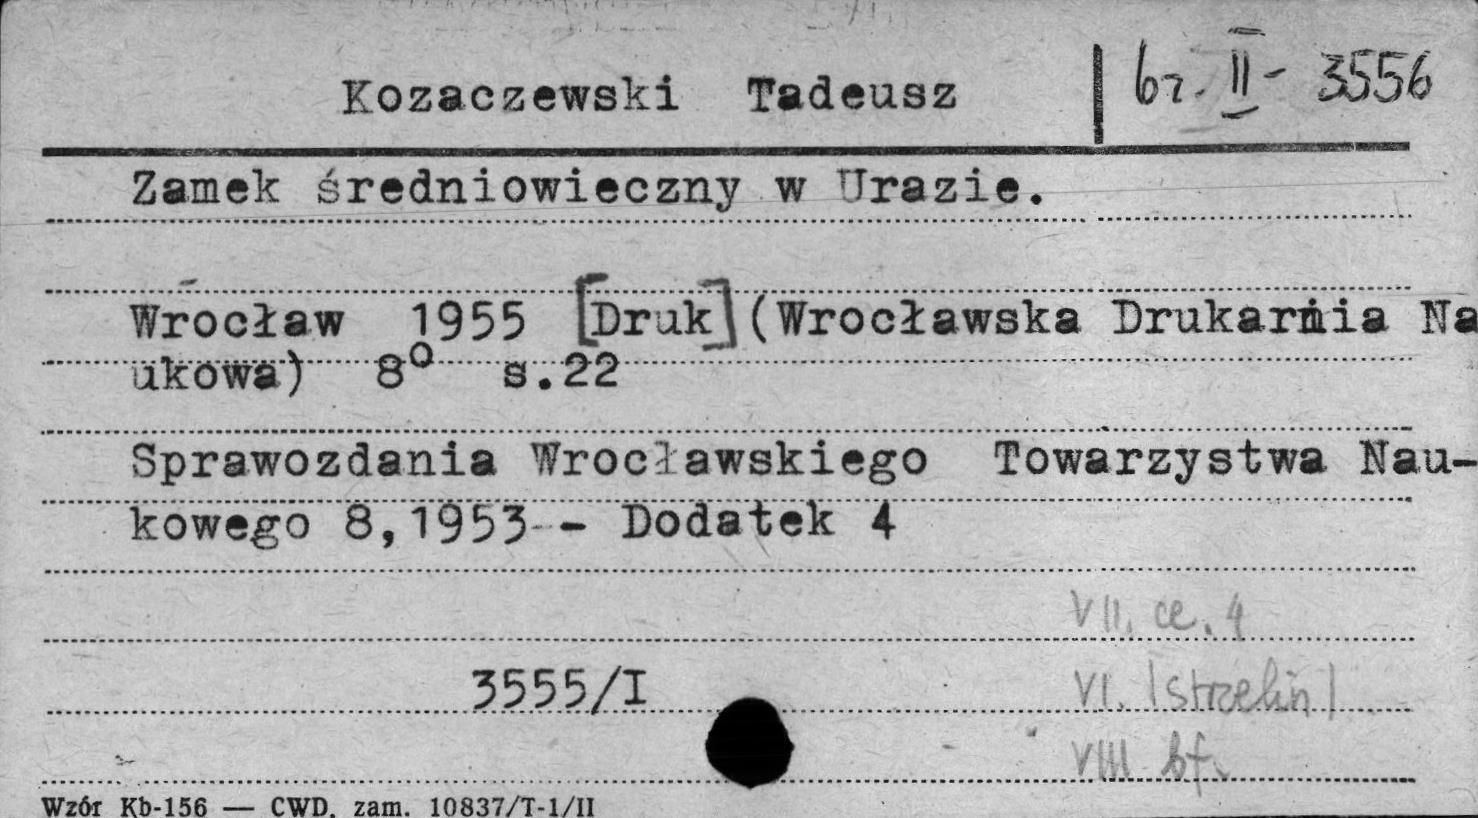 Kozaczewski Tadeusz
br. II - 3556
Zamek średniowieczny w Urazie.
Wrocław 1955 [Druk] (Wrocławska Drukarnia Na
ukowa) 8° s.22
Sprawozdania Wrocławskiego Towarzystwa Nau-
kowego 8,1953 - Dodatek 4
VII. ce. 4
3555/I
VI. /strzelin/
VIII bf.
Wzór Kb-156 — CWD, zam. 10837/T-1/II